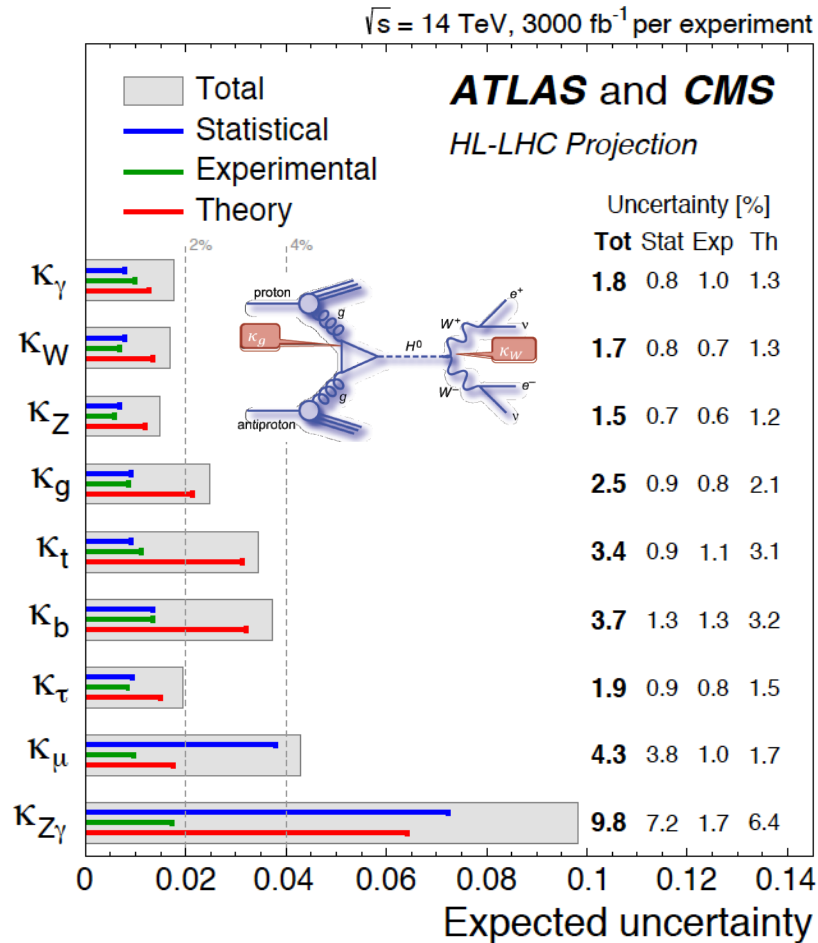 √s = 14 TeV, 3000 fb⁻¹ per experiment
Total
Statistical
Experimental
Theory
ATLAS and CMS
HL-LHC Projection
Uncertainty [%]
Tot Stat Exp Th
2% 4%
κγ 1.8 0.8 1.0 1.3
κW 1.7 0.8 0.7 1.3
κZ 1.5 0.7 0.6 1.2
κg 2.5 0.9 0.8 2.1
κt 3.4 0.9 1.1 3.1
κb 3.7 1.3 1.3 3.2
κτ 1.9 0.9 0.8 1.5
κμ 4.3 3.8 1.0 1.7
κZγ 9.8 7.2 1.7 6.4
proton
g
κg
H⁰
W⁺
e⁺
ν
κW
W⁻
e⁻
ν
g
antiproton
0 0.02 0.04 0.06 0.08 0.1 0.12 0.14
Expected uncertainty